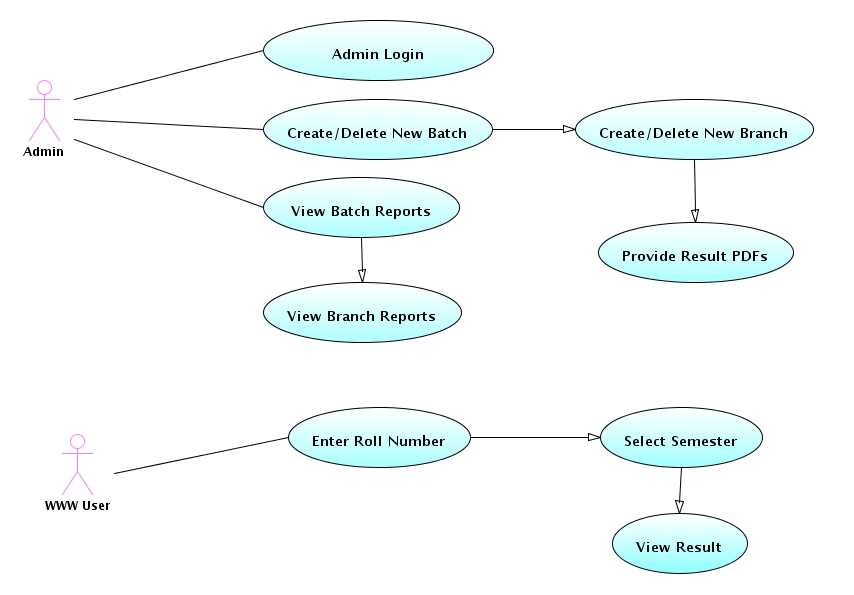 Admin Login
Admin
Create/Delete New Batch
Create/Delete New Branch
View Batch Reports
Provide Result PDFs
View Branch Reports
WWW User
Enter Roll Number
Select Semester
View Result